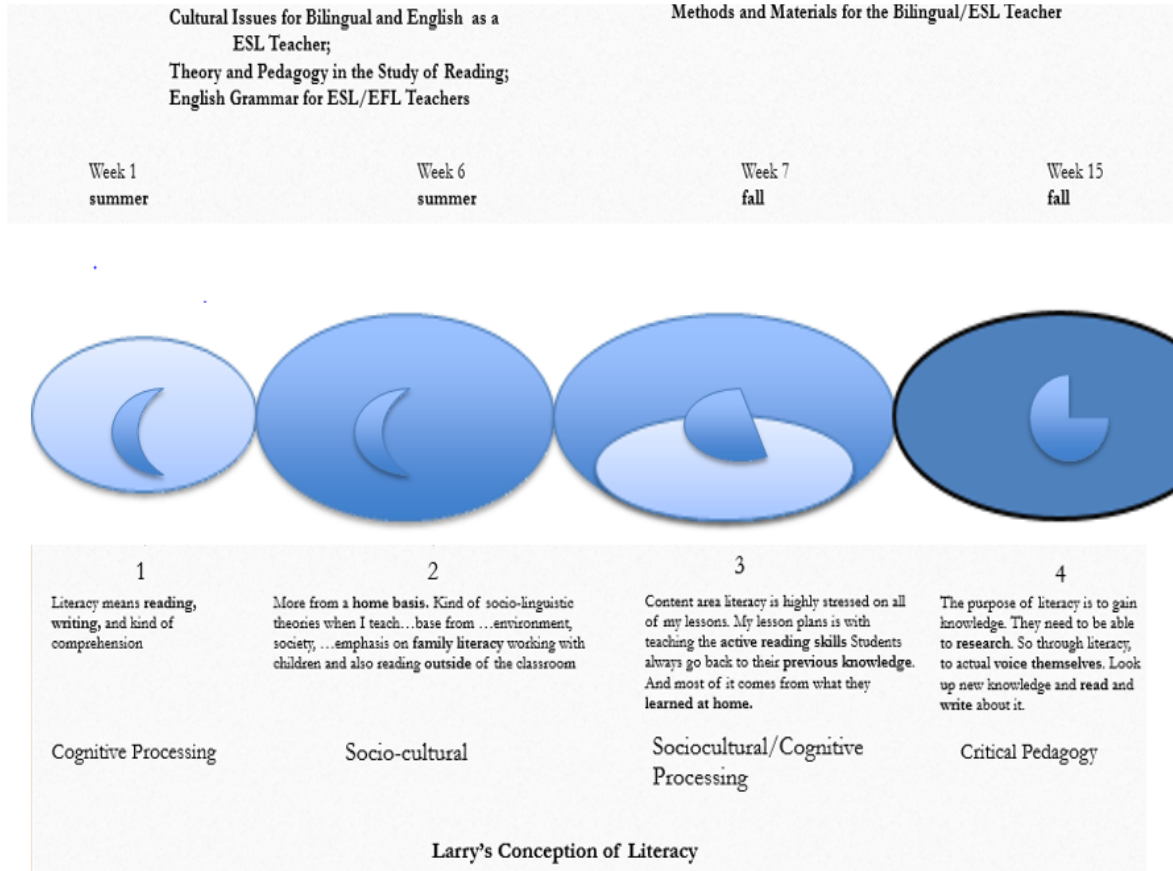 Cultural Issues for Bilingual and English as a
ESL Teacher;
Theory and Pedagogy in the Study of Reading;
English Grammar for ESL/EFL Teachers
Methods and Materials for the Bilingual/ESL Teacher
Week 1
summer
Week 6
summer
Week 7
fall
Week 15
fall
1
Literacy means reading,
writing, and kind of
comprehension
Cognitive Processing
2
More from a home basis. Kind of socio-linguistic
theories when I teach…base from …environment,
society, …emphasis on family literacy working with
children and also reading outside of the classroom
Socio-cultural
3
Content area literacy is highly stressed on all
of my lessons. My lesson plans is with
teaching the active reading skills Students
always go back to their previous knowledge.
And most of it comes from what they
learned at home.
Sociocultural/Cognitive
Processing
4
The purpose of literacy is to gain
knowledge. They need to be able
to research. So through literacy,
to actual voice themselves. Look
up new knowledge and read and
write about it.
Critical Pedagogy
Larry's Conception of Literacy